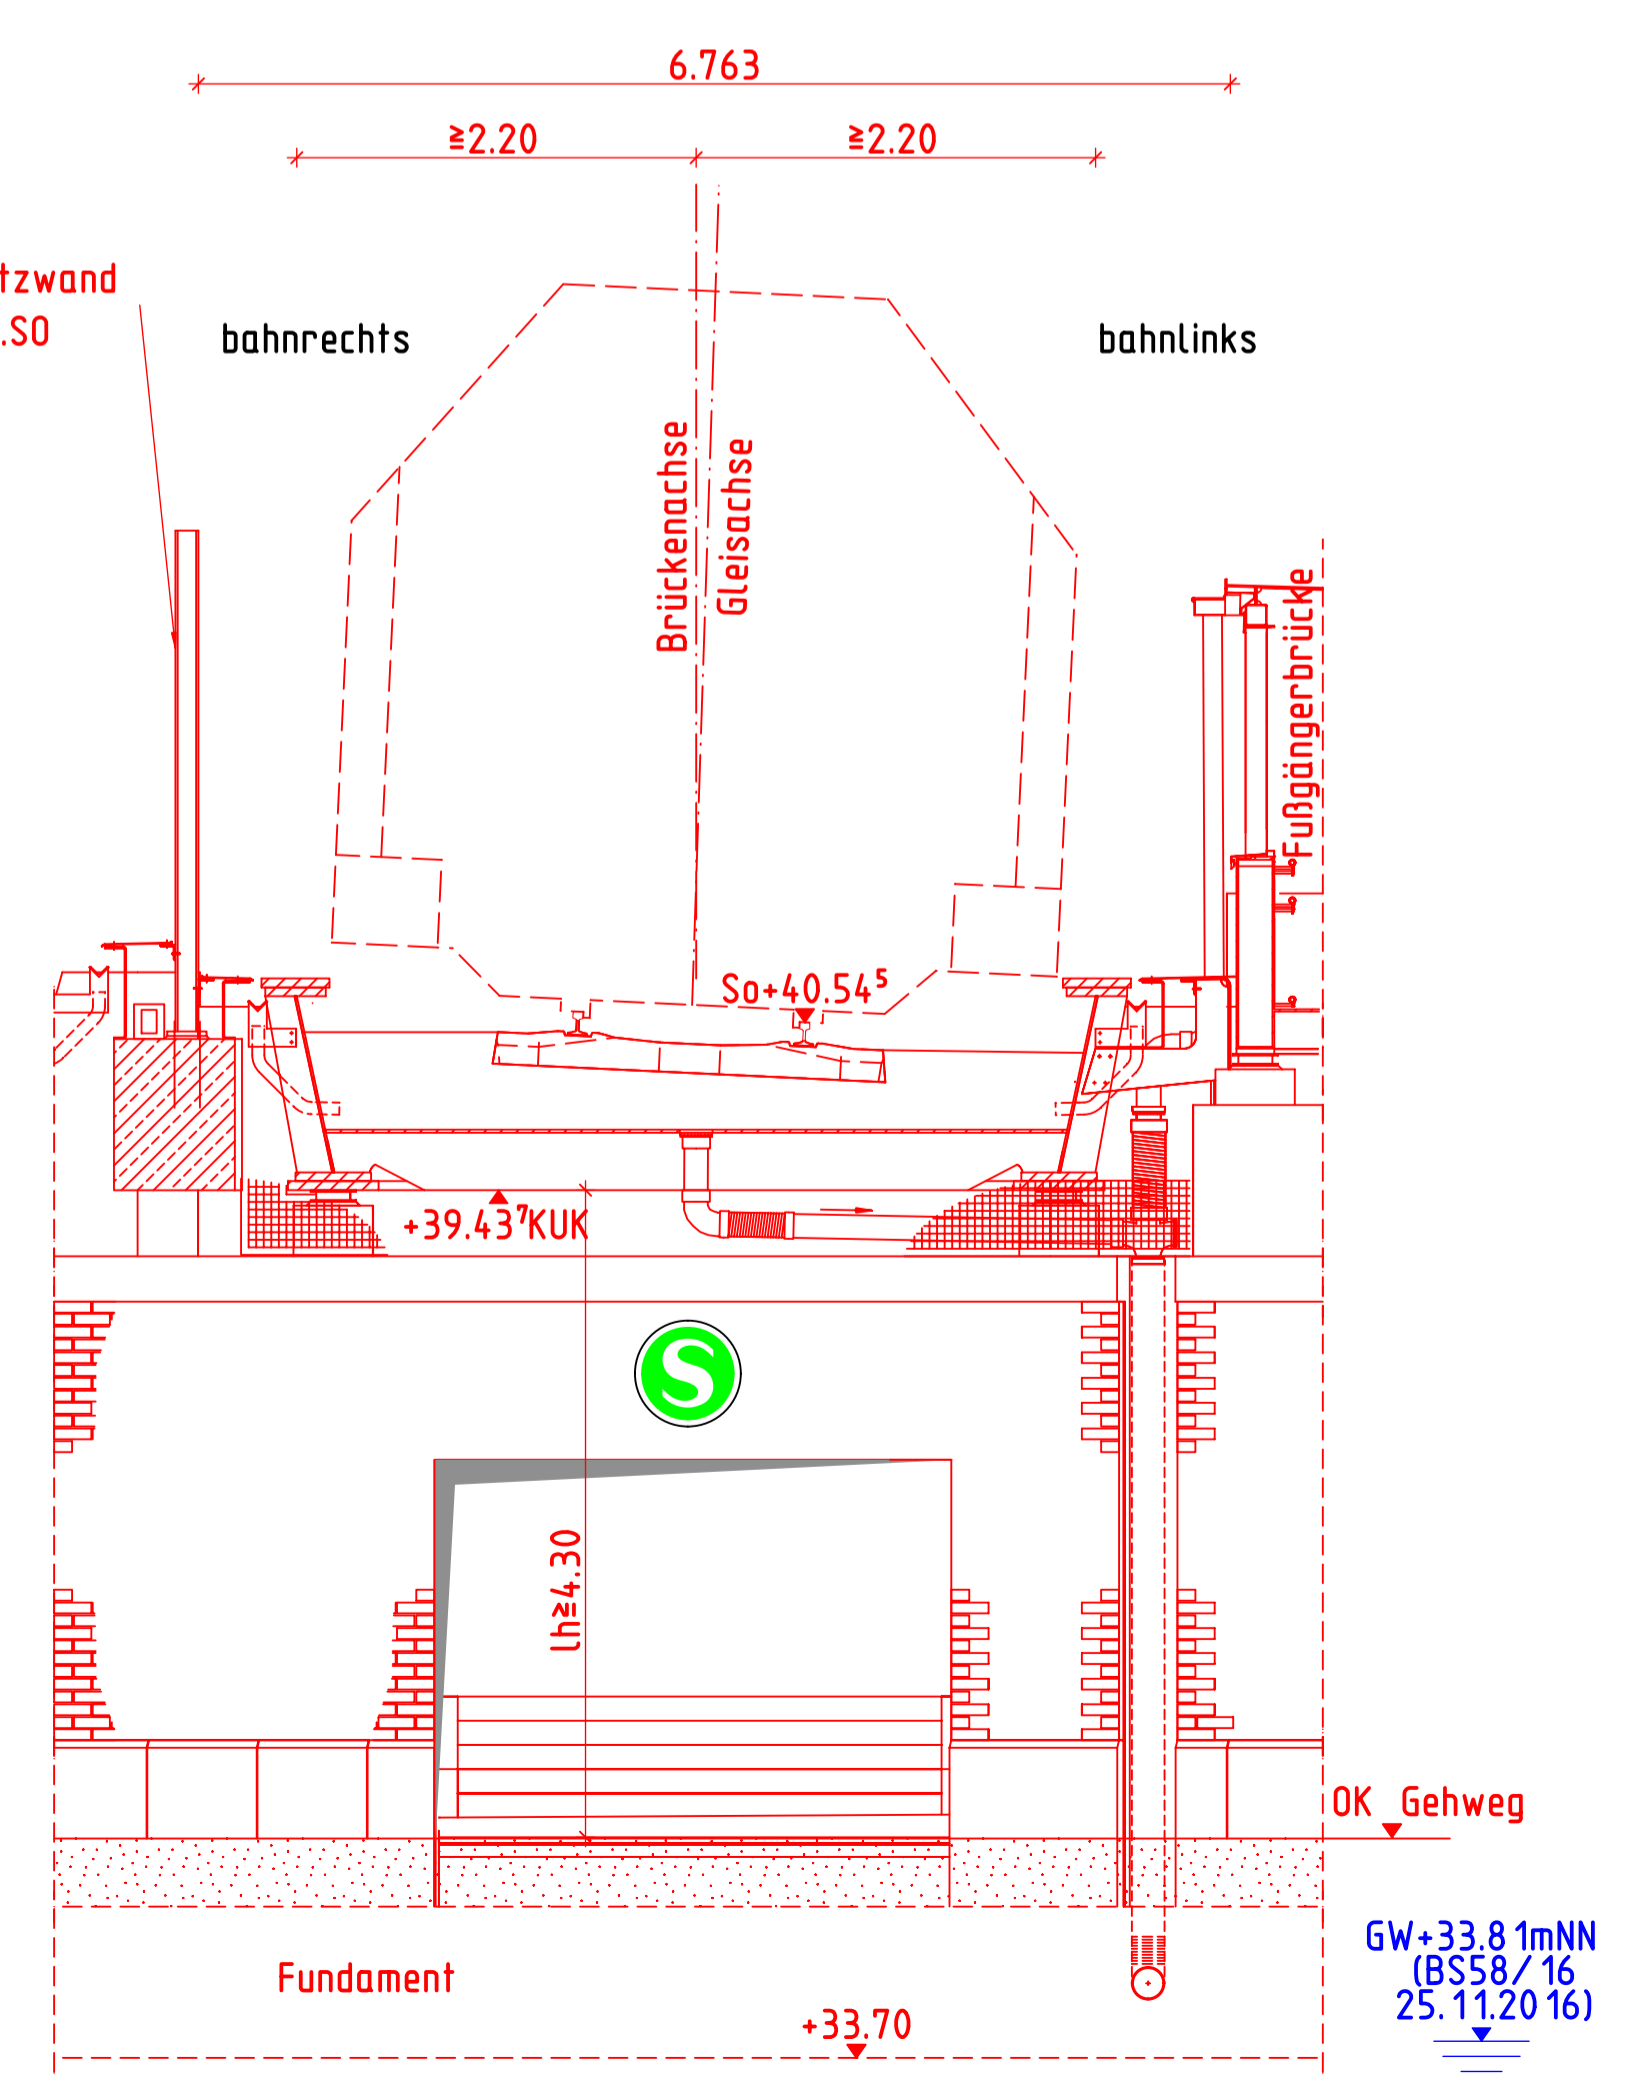 6.763
≧2.20
≧2.20
tzwand
.SO
bahnrechts
bahnlinks
Brückenachse
Gleisachse
Fußgängerbrücke
So+40.54⁵
+39.43⁷KUK
S
lh≥4.30
OK Gehweg
GW+33.81mNN
(BS58/16
25.11.2016)
Fundament
+33.70